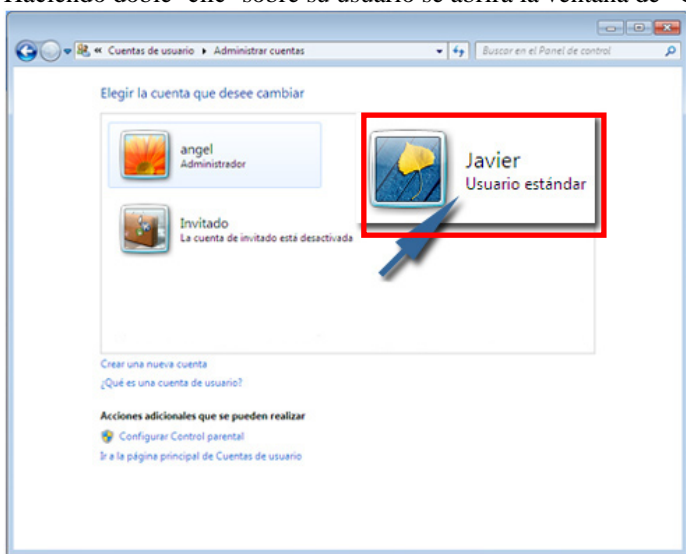 Haciendo doble "clic" sobre su usuario se abrirá la ventana de
Cuentas de usuario Administrar cuentas
Buscar en el Panel de control
Elegir la cuenta que desee cambiar
angel
Administrador
Javier
Usuario estándar
Invitado
La cuenta de invitado está desactivada
Crear una nueva cuenta
¿Qué es una cuenta de usuario?
Acciones adicionales que se pueden realizar
Configurar Control parental
Ir a la página principal de Cuentas de usuario